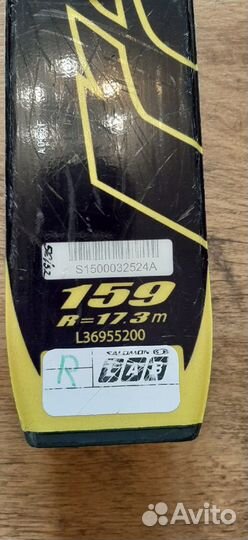 S1500032524A
159
R=17.3m
L36955200
SALOMON
R
Avito